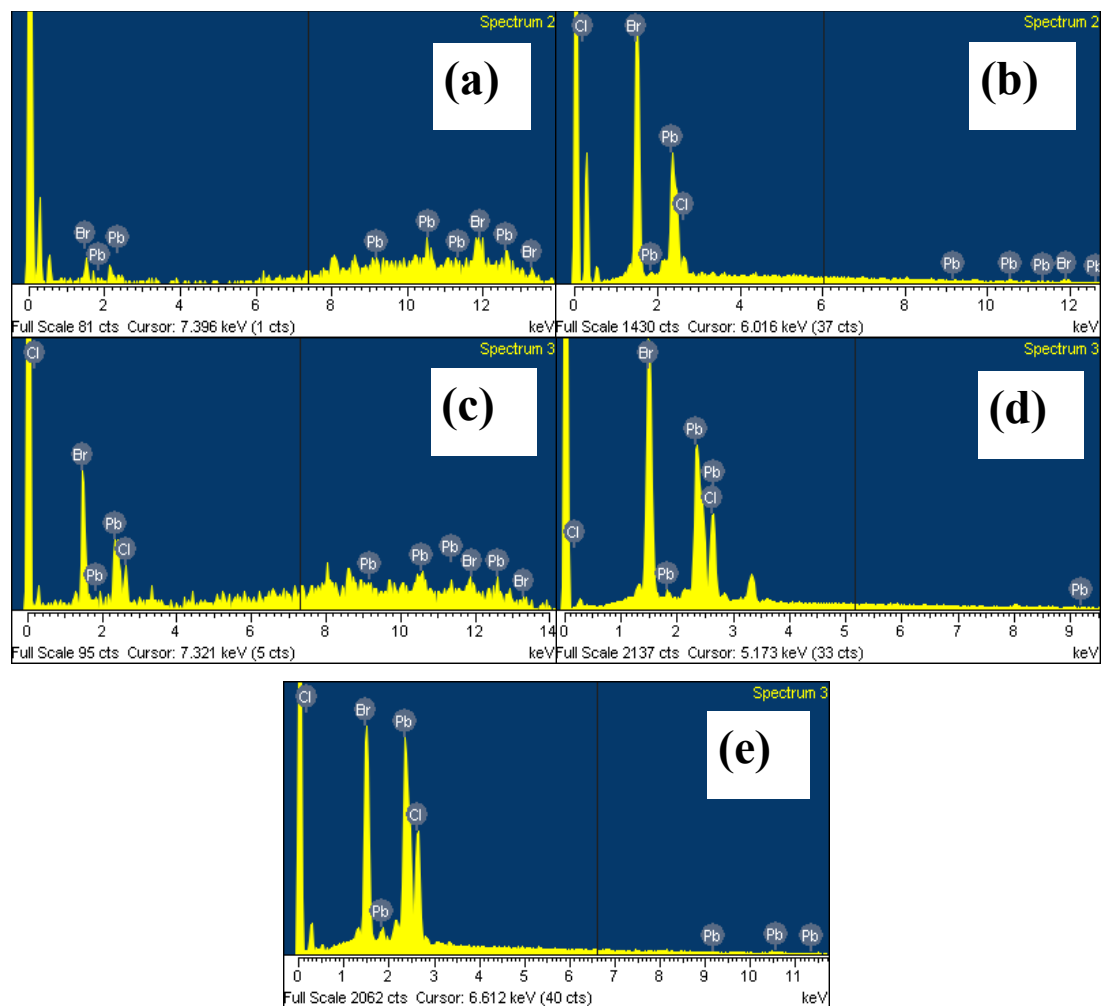 Spectrum 2
(a)
Br
Pb
Pb
Pb
Pb
Pb
Br
Pb
Br
0 2 4 6 8 10 12
Full Scale 81 cts Cursor: 7.396 keV (1 cts) keV
Spectrum 2
(b)
Cl
Br
Pb
Pb
Cl
Pb
Pb
Pb
Br
Pb
0 2 4 6 8 10 12
Full Scale 1430 cts Cursor: 6.016 keV (37 cts) keV
Spectrum 3
(c)
Cl
Br
Pb
Pb
Cl
Pb
Pb
Pb
Br
Pb
Br
0 2 4 6 8 10 12 14
Full Scale 95 cts Cursor: 7.321 keV (5 cts) keV
Spectrum 3
(d)
Br
Cl
Pb
Pb
Pb
Cl
Pb
0 1 2 3 4 5 6 7 8 9
Full Scale 2137 cts Cursor: 5.173 keV (33 cts) keV
Spectrum 3
(e)
Cl
Br
Pb
Pb
Cl
Pb
Pb
Pb
0 1 2 3 4 5 6 7 8 9 10 11
Full Scale 2062 cts Cursor: 6.612 keV (40 cts) keV